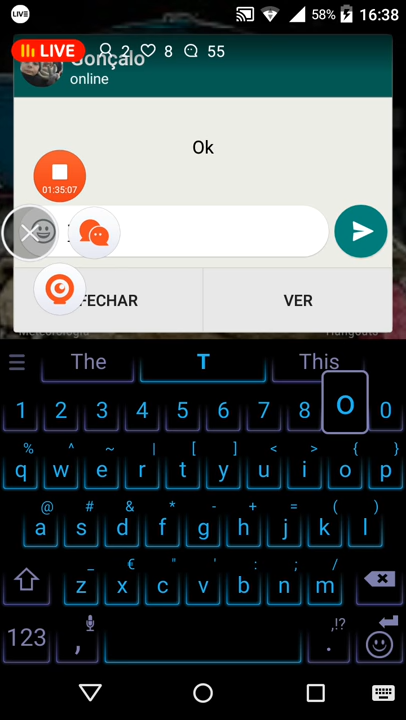 LIVE 58% 16:38
LIVE 2 8 55
Gonçalo
online
Ok
01:35:07
FECHAR VER
Meteorologia Hangouts
The T This
1 2 3 4 5 6 7 8 O 0
% ^ ~ | [ ] < > { }
q w e r t y u i o p
@ # & * - + = ( )
a s d f g h j k l
_ € " ' : ; /
z x c v b n m
,!?
123 , .